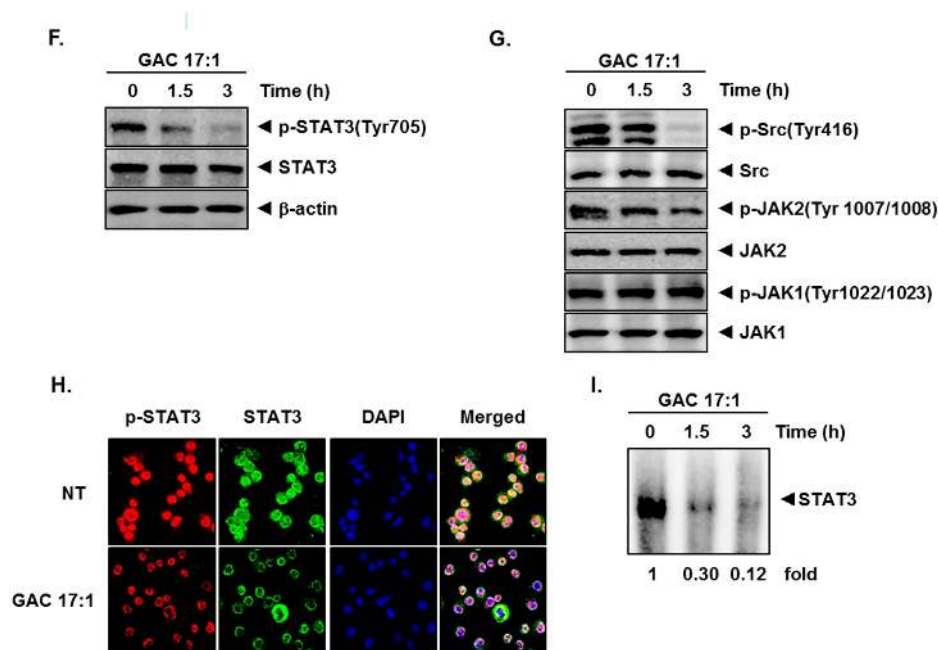 F.
GAC 17:1
0 1.5 3 Time (h)
◄ p-STAT3(Tyr705)
◄ STAT3
◄ β-actin
G.
GAC 17:1
0 1.5 3 Time (h)
◄ p-Src(Tyr416)
◄ Src
◄ p-JAK2(Tyr 1007/1008)
◄ JAK2
◄ p-JAK1(Tyr1022/1023)
◄ JAK1
H.
p-STAT3 STAT3 DAPI Merged
NT
GAC 17:1
I.
GAC 17:1
0 1.5 3 Time (h)
◄STAT3
1 0.30 0.12 fold